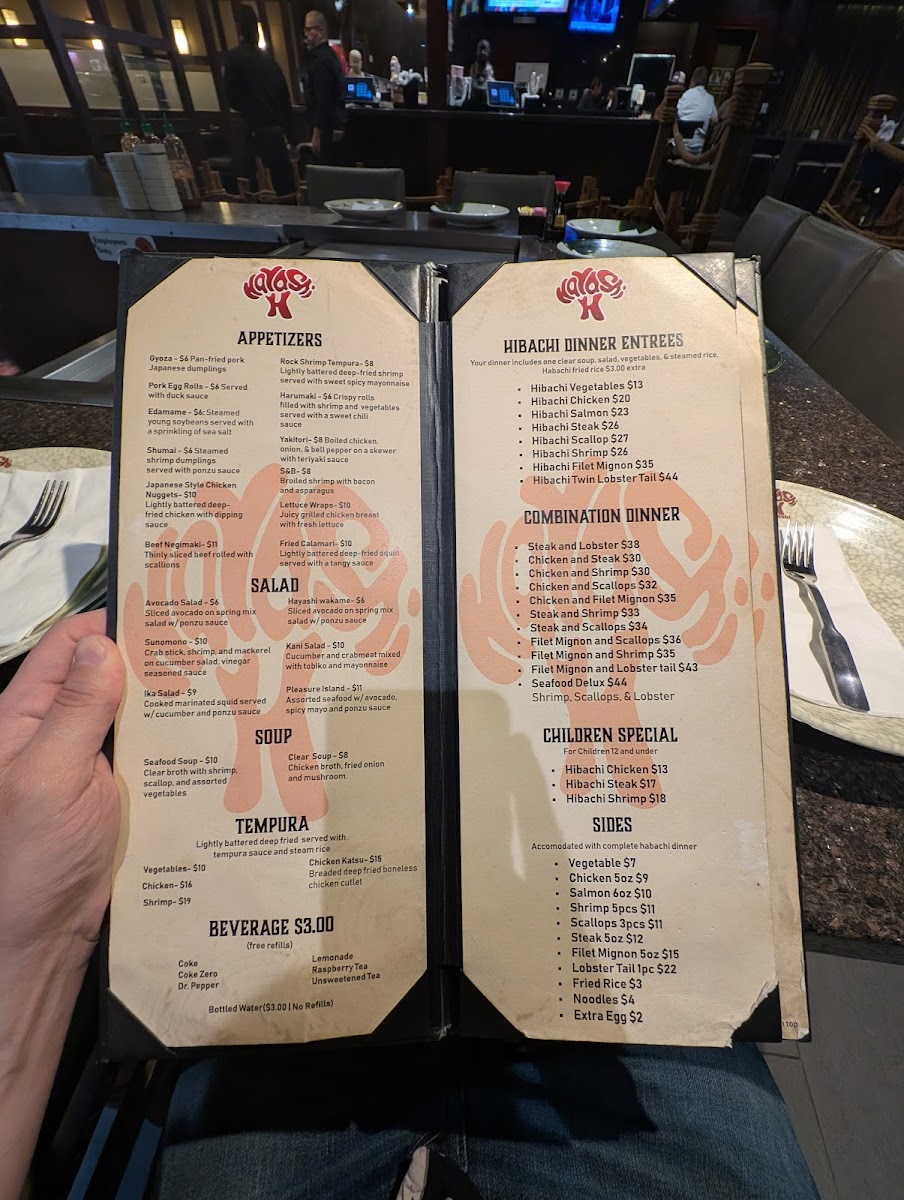 Employees
Only
HAYASHI
H
APPETIZERS
Gyoza - $6 Pan-fried pork
Japanese dumplings
Pork Egg Rolls - $6 Served
with duck sauce
Edamame - $6: Steamed
young soybeans served with
a sprinkling of sea salt
Shumai - $6 Steamed
shrimp dumplings
served with ponzu sauce
Japanese Style Chicken
Nuggets- $10
Lightly battered deep-
fried chicken with dipping
sauce
Beef Negimaki- $11
Thinly sliced beef rolled with
scallions
Rock Shrimp Tempura- $8
Lightly battered deep-fried shrimp
served with sweet spicy mayonnaise
Harumaki - $6 Crispy rolls
filled with shrimp and vegetables
served with a sweet chili
sauce
Yakitori- $8 Boiled chicken,
onion, & bell pepper on a skewer
with teriyaki sauce
S&B- $8
Broiled shrimp with bacon
and asparagus
Lettuce Wraps- $10
Juicy grilled chicken breast
with fresh lettuce
Fried Calamari- $10
Lightly battered deep-fried squid
served with a tangy sauce
SALAD
Avocado Salad - $6
Sliced avocado on spring mix
salad w/ponzu sauce
Sunomono - $10
Crab stick, shrimp, and mackerel
on cucumber salad, vinegar
seasoned sauce
Ika Salad - $9
Cooked marinated squid served
w/ cucumber and ponzu sauce
Hayashi wakame- $6
Sliced avocado on spring mix
salad w/ponzu sauce
Kani Salad - $10
Cucumber and crabmeat mixed
with tobiko and mayonnaise
Pleasure Island - $11
Assorted seafood w/avocado,
spicy mayo and ponzu sauce
SOUP
Seafood Soup - $10
Clear broth with shrimp,
scallop, and assorted
vegetables
Clear Soup - $8
Chicken broth, fried onion
and mushroom.
TEMPURA
Lightly battered deep fried served with
tempura sauce and steam rice
Vegetables- $10
Chicken- $16
Shrimp- $19
Chicken Katsu- $15
Breaded deep fried boneless
chicken cutlet
BEVERAGE $3.00
(free refills)
Coke
Coke Zero
Dr. Pepper
Lemonade
Raspberry Tea
Unsweetened Tea
Bottled Water($3.00 | No Refills)
HAYASHI
H
HIBACHI DINNER ENTREES
Your dinner includes one clear soup, salad, vegetables, & steamed rice,
Habachi fried rice $3.00 extra
• Hibachi Vegetables $13
• Hibachi Chicken $20
• Hibachi Salmon $23
• Hibachi Steak $26
• Hibachi Scallop $27
• Hibachi Shrimp $26
• Hibachi Filet Mignon $35
• Hibachi Twin Lobster Tail $44
COMBINATION DINNER
• Steak and Lobster $38
• Chicken and Steak $30
• Chicken and Shrimp $30
• Chicken and Scallops $32
• Chicken and Filet Mignon $35
• Steak and Shrimp $33
• Steak and Scallops $34
• Filet Mignon and Scallops $36
• Filet Mignon and Shrimp $35
• Filet Mignon and Lobster tail $43
• Seafood Delux $44
Shrimp, Scallops, & Lobster
CHILDREN SPECIAL
For Children 12 and under
• Hibachi Chicken $13
• Hibachi Steak $17
• Hibachi Shrimp $18
SIDES
Accomodated with complete habachi dinner
• Vegetable $7
• Chicken 5oz $9
• Salmon 6oz $10
• Shrimp 5pcs $11
• Scallops 3pcs $11
• Steak 5oz $12
• Filet Mignon 5oz $15
• Lobster Tail 1pc $22
• Fried Rice $3
• Noodles $4
• Extra Egg $2
top